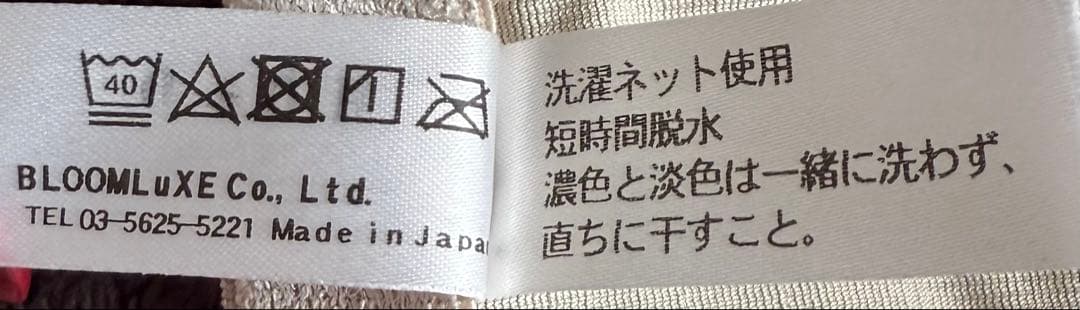 40
BLOOMLuXE Co., Ltd.
TEL 03-5625-5221 Made in Japa
洗濯ネット使用
短時間脱水
濃色と淡色は一緒に洗わず、
直ちに干すこと。